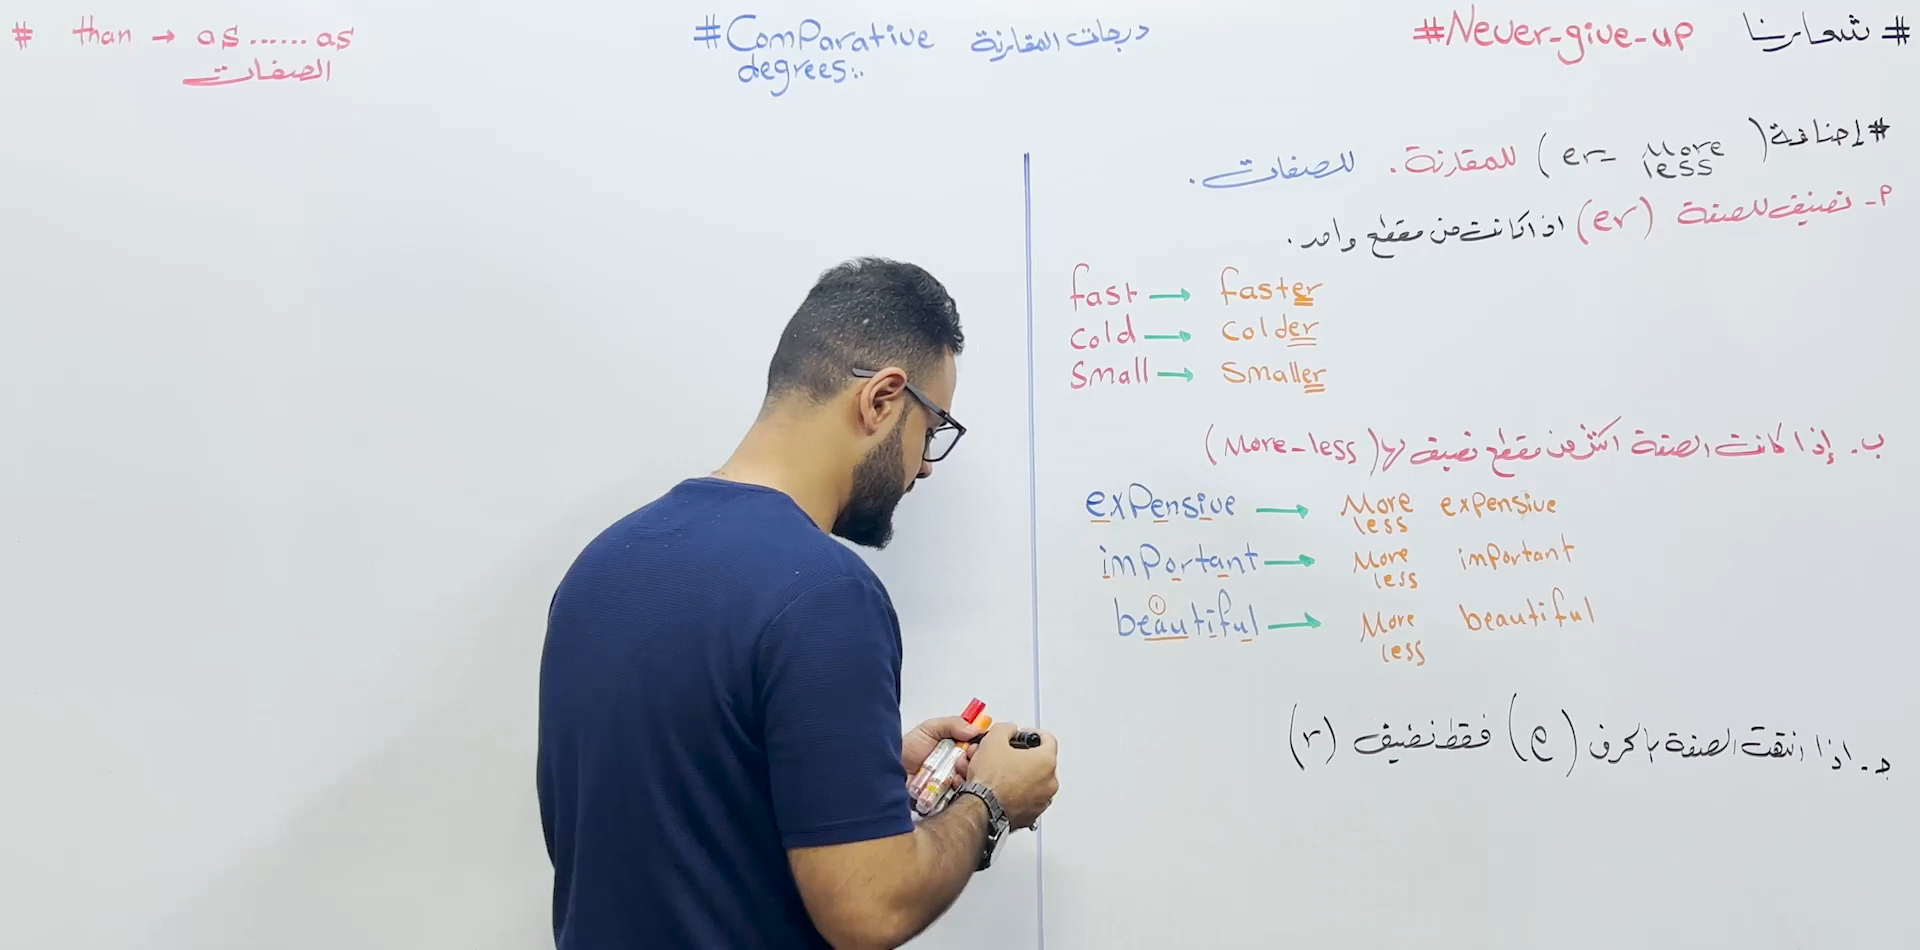 # شعارنا #Never-give-up
#Comparative درجات المقارنة
degrees:.
# than → as ...... as
الصفات
# إضافة (er- More less) للمقارنة . للصفات .
P- نضيف للصفة (er) اذا كانت من مقطع واحد .
fast → faster
cold → colder
Small → Smaller
ب. إذا كانت الصفة اكثر من مقطع نضيف لها (More-less)
expensive → More less expensive
important → More less important
① 
beautiful → More less beautiful
ج. اذا انتهت الصفة بالحرف (e) فقط نضيف (r)